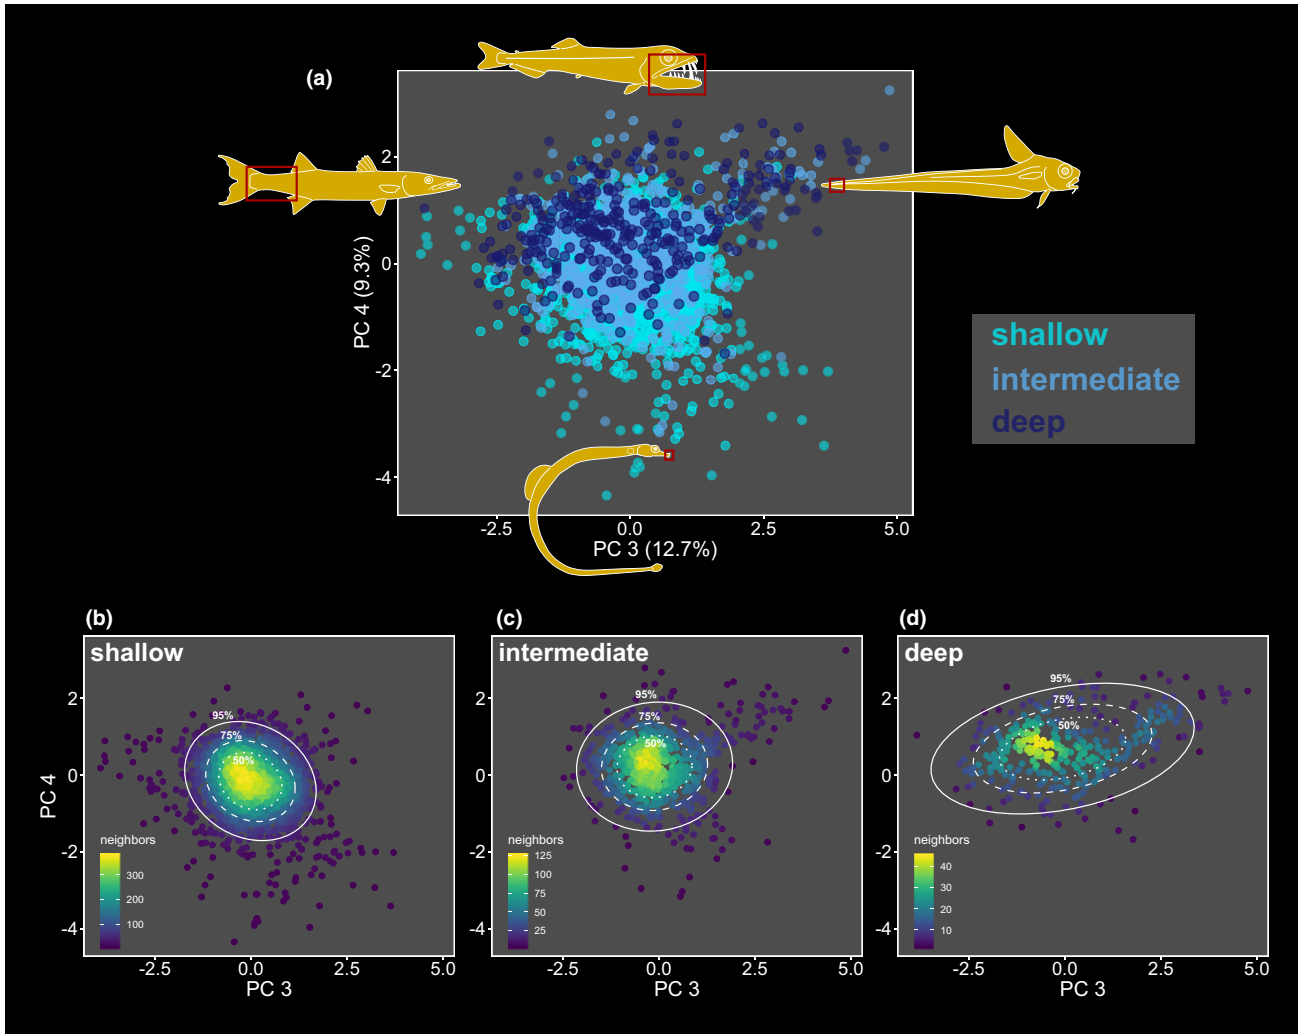 (a)
2
0
-2
-4
PC 4 (9.3%)
-2.5 0.0 2.5 5.0
PC 3 (12.7%)
shallow
intermediate
deep
(b)
shallow
95%
75%
50%
2
0
-2
-4
PC 4
neighbors
300
200
100
-2.5 0.0 2.5 5.0
PC 3
(c)
intermediate
95%
75%
50%
2
0
-2
-4
neighbors
125
100
75
50
25
-2.5 0.0 2.5 5.0
PC 3
(d)
deep
95%
75%
50%
2
0
-2
-4
neighbors
40
30
20
10
-2.5 0.0 2.5 5.0
PC 3